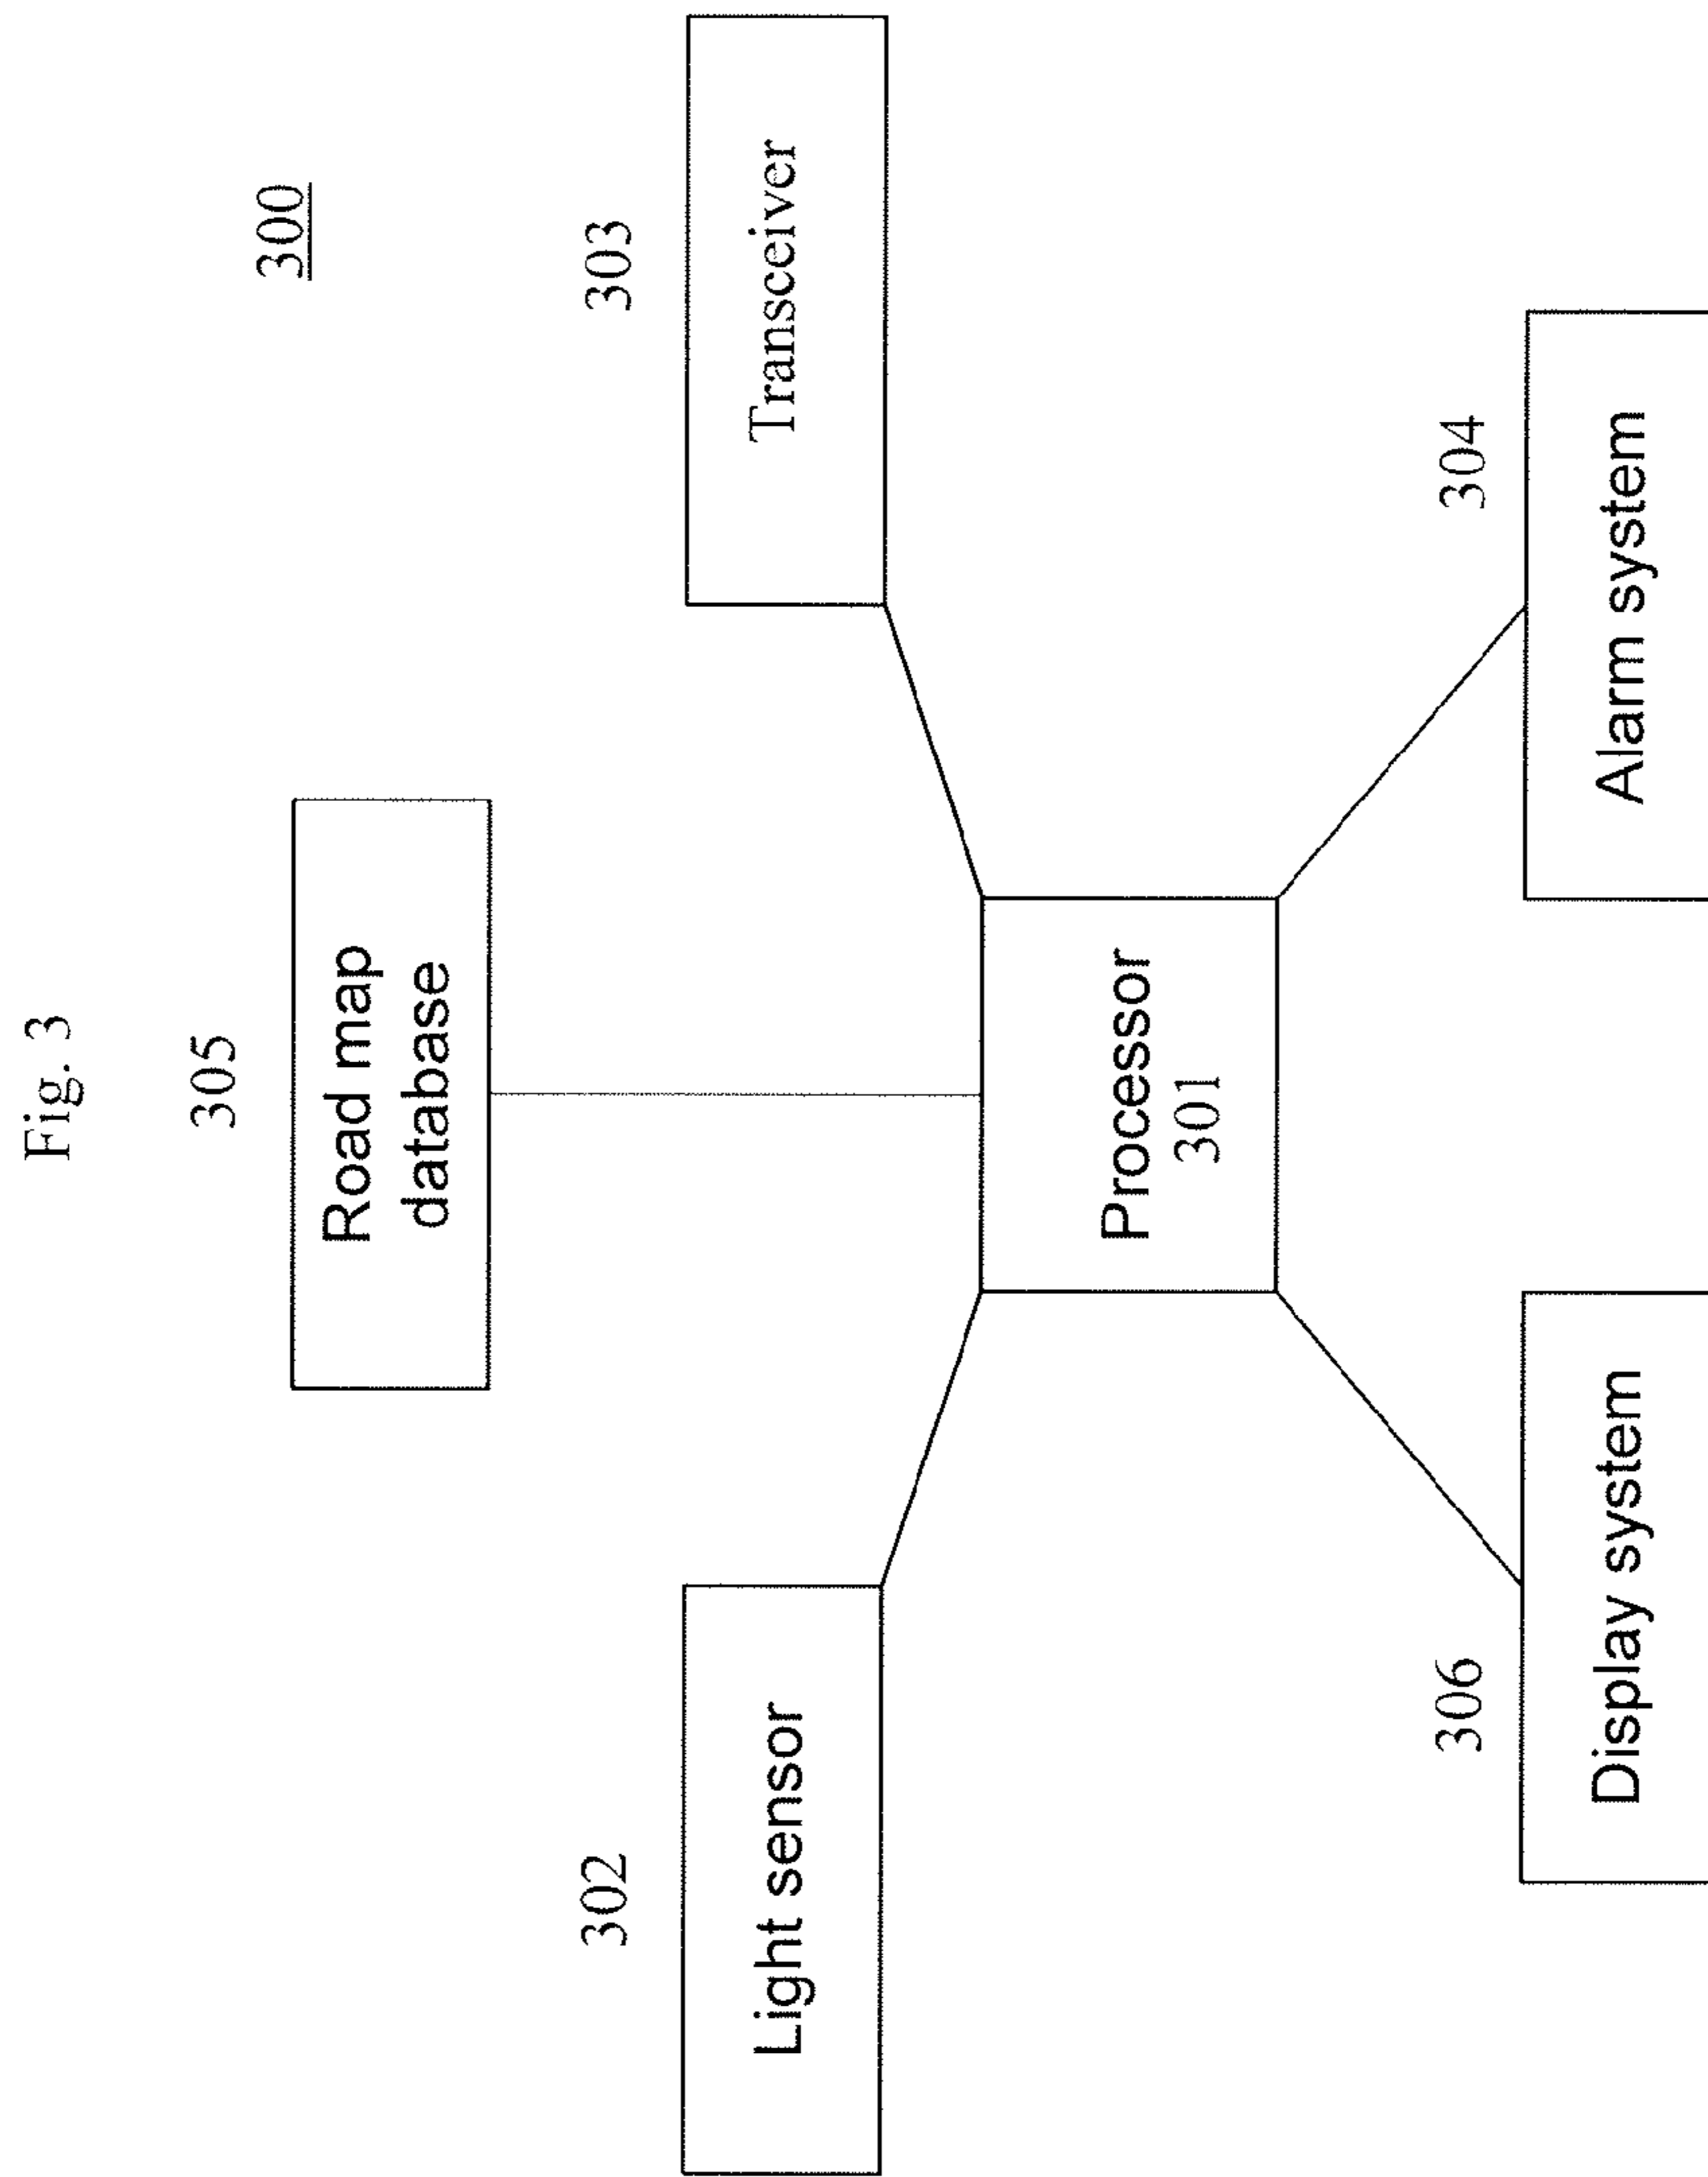 Fig. 3
300
305
Road map
database
302
Light sensor
303
Transceiver
Processor
301
306
Display system
304
Alarm system